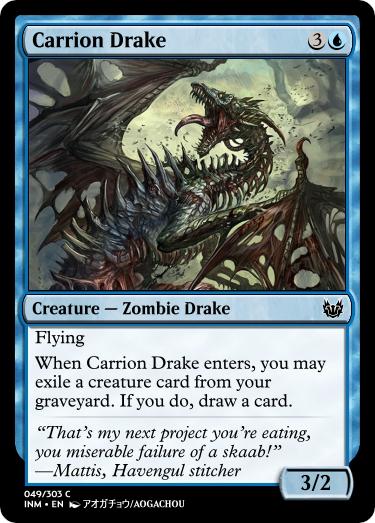 Carrion Drake 3
Creature — Zombie Drake
Flying
When Carrion Drake enters, you may
exile a creature card from your
graveyard. If you do, draw a card.
“That’s my next project you’re eating,
you miserable failure of a skaab!”
—Mattis, Havengul stitcher
3/2
049/303 C
INM • EN アオガチョウ/AOGACHOU